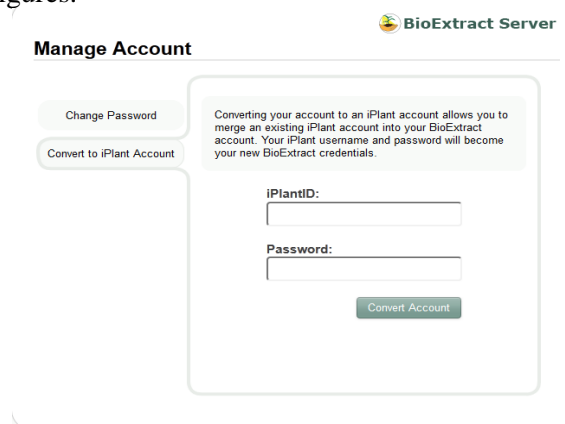 BioExtract Server
Manage Account
Change Password
Convert to iPlant Account
Converting your account to an iPlant account allows you to
merge an existing iPlant account into your BioExtract
account. Your iPlant username and password will become
your new BioExtract credentials.
iPlantID:
Password:
Convert Account